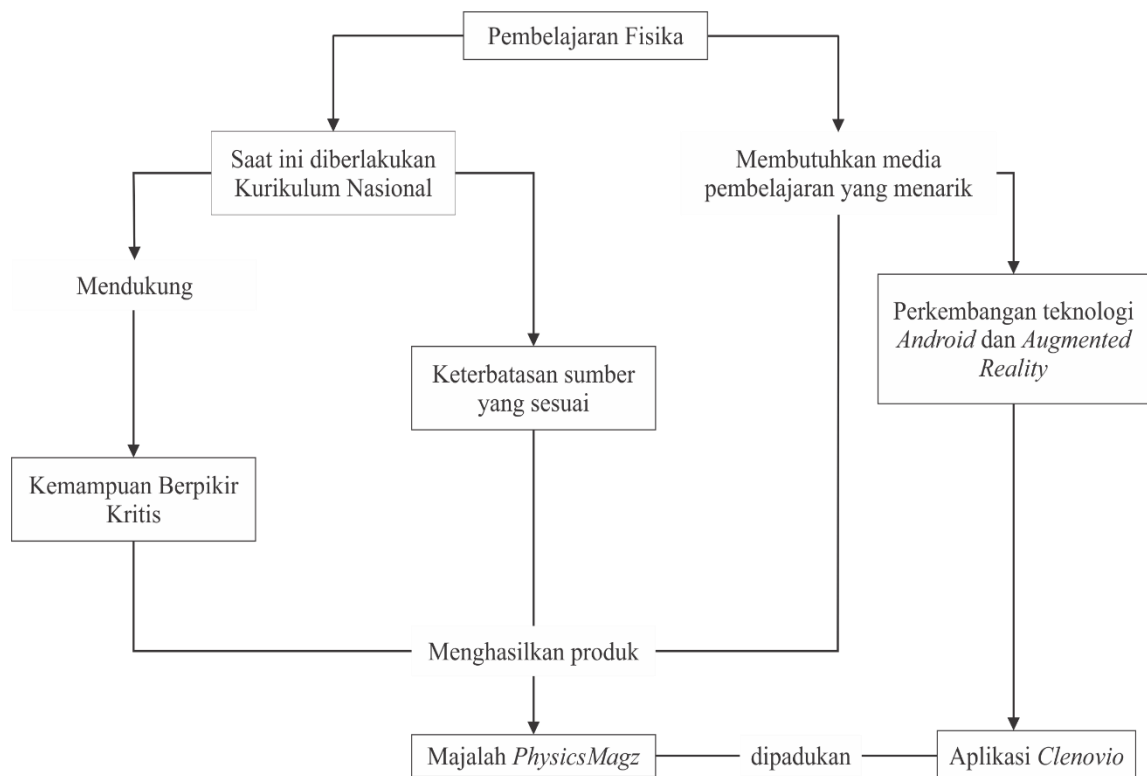 Pembelajaran Fisika
Saat ini diberlakukan
Kurikulum Nasional
Membutuhkan media
pembelajaran yang menarik
Mendukung
Perkembangan teknologi
Android dan Augmented
Reality
Keterbatasan sumber
yang sesuai
Kemampuan Berpikir
Kritis
Menghasilkan produk
Majalah PhysicsMagz
dipadukan
Aplikasi Clenovio